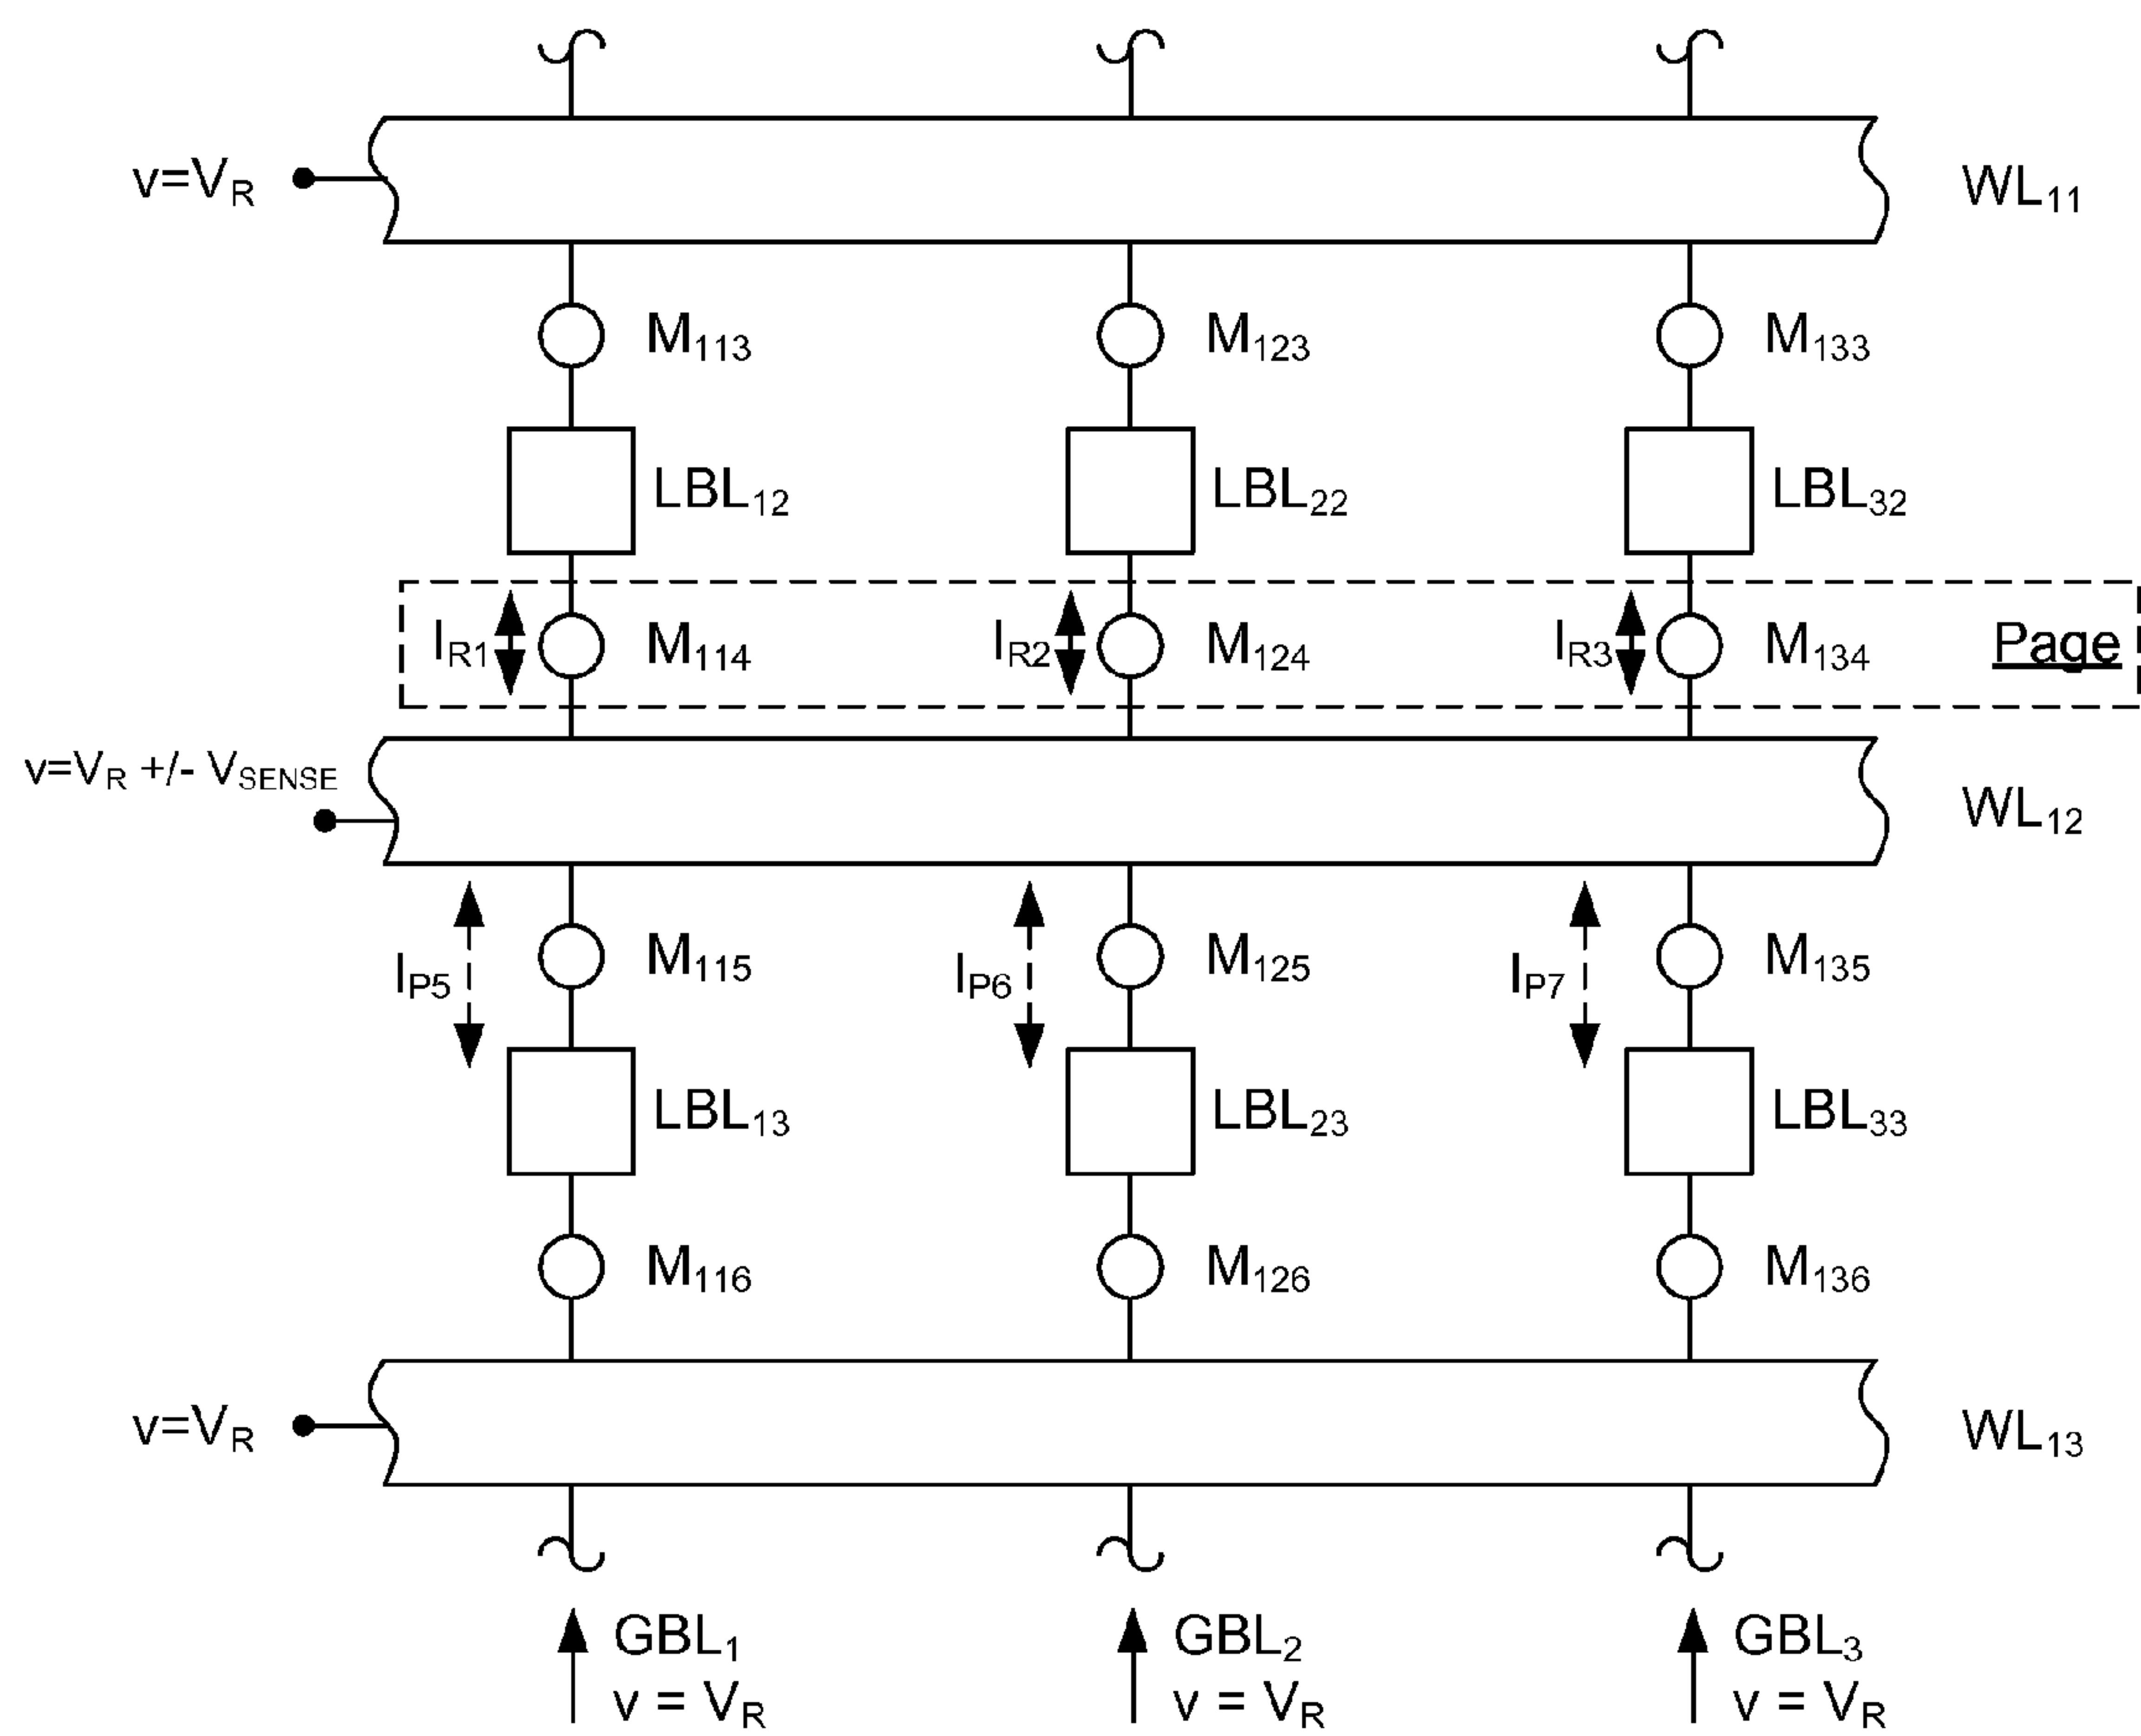 v=V_R WL_11
M_113 M_123 M_133
LBL_12 LBL_22 LBL_32
I_R1 M_114 I_R2 M_124 I_R3 M_134 Page
v=V_R +/- V_SENSE WL_12
I_P5 M_115 I_P6 M_125 I_P7 M_135
LBL_13 LBL_23 LBL_33
M_116 M_126 M_136
v=V_R WL_13
GBL_1 GBL_2 GBL_3
v = V_R v = V_R v = V_R